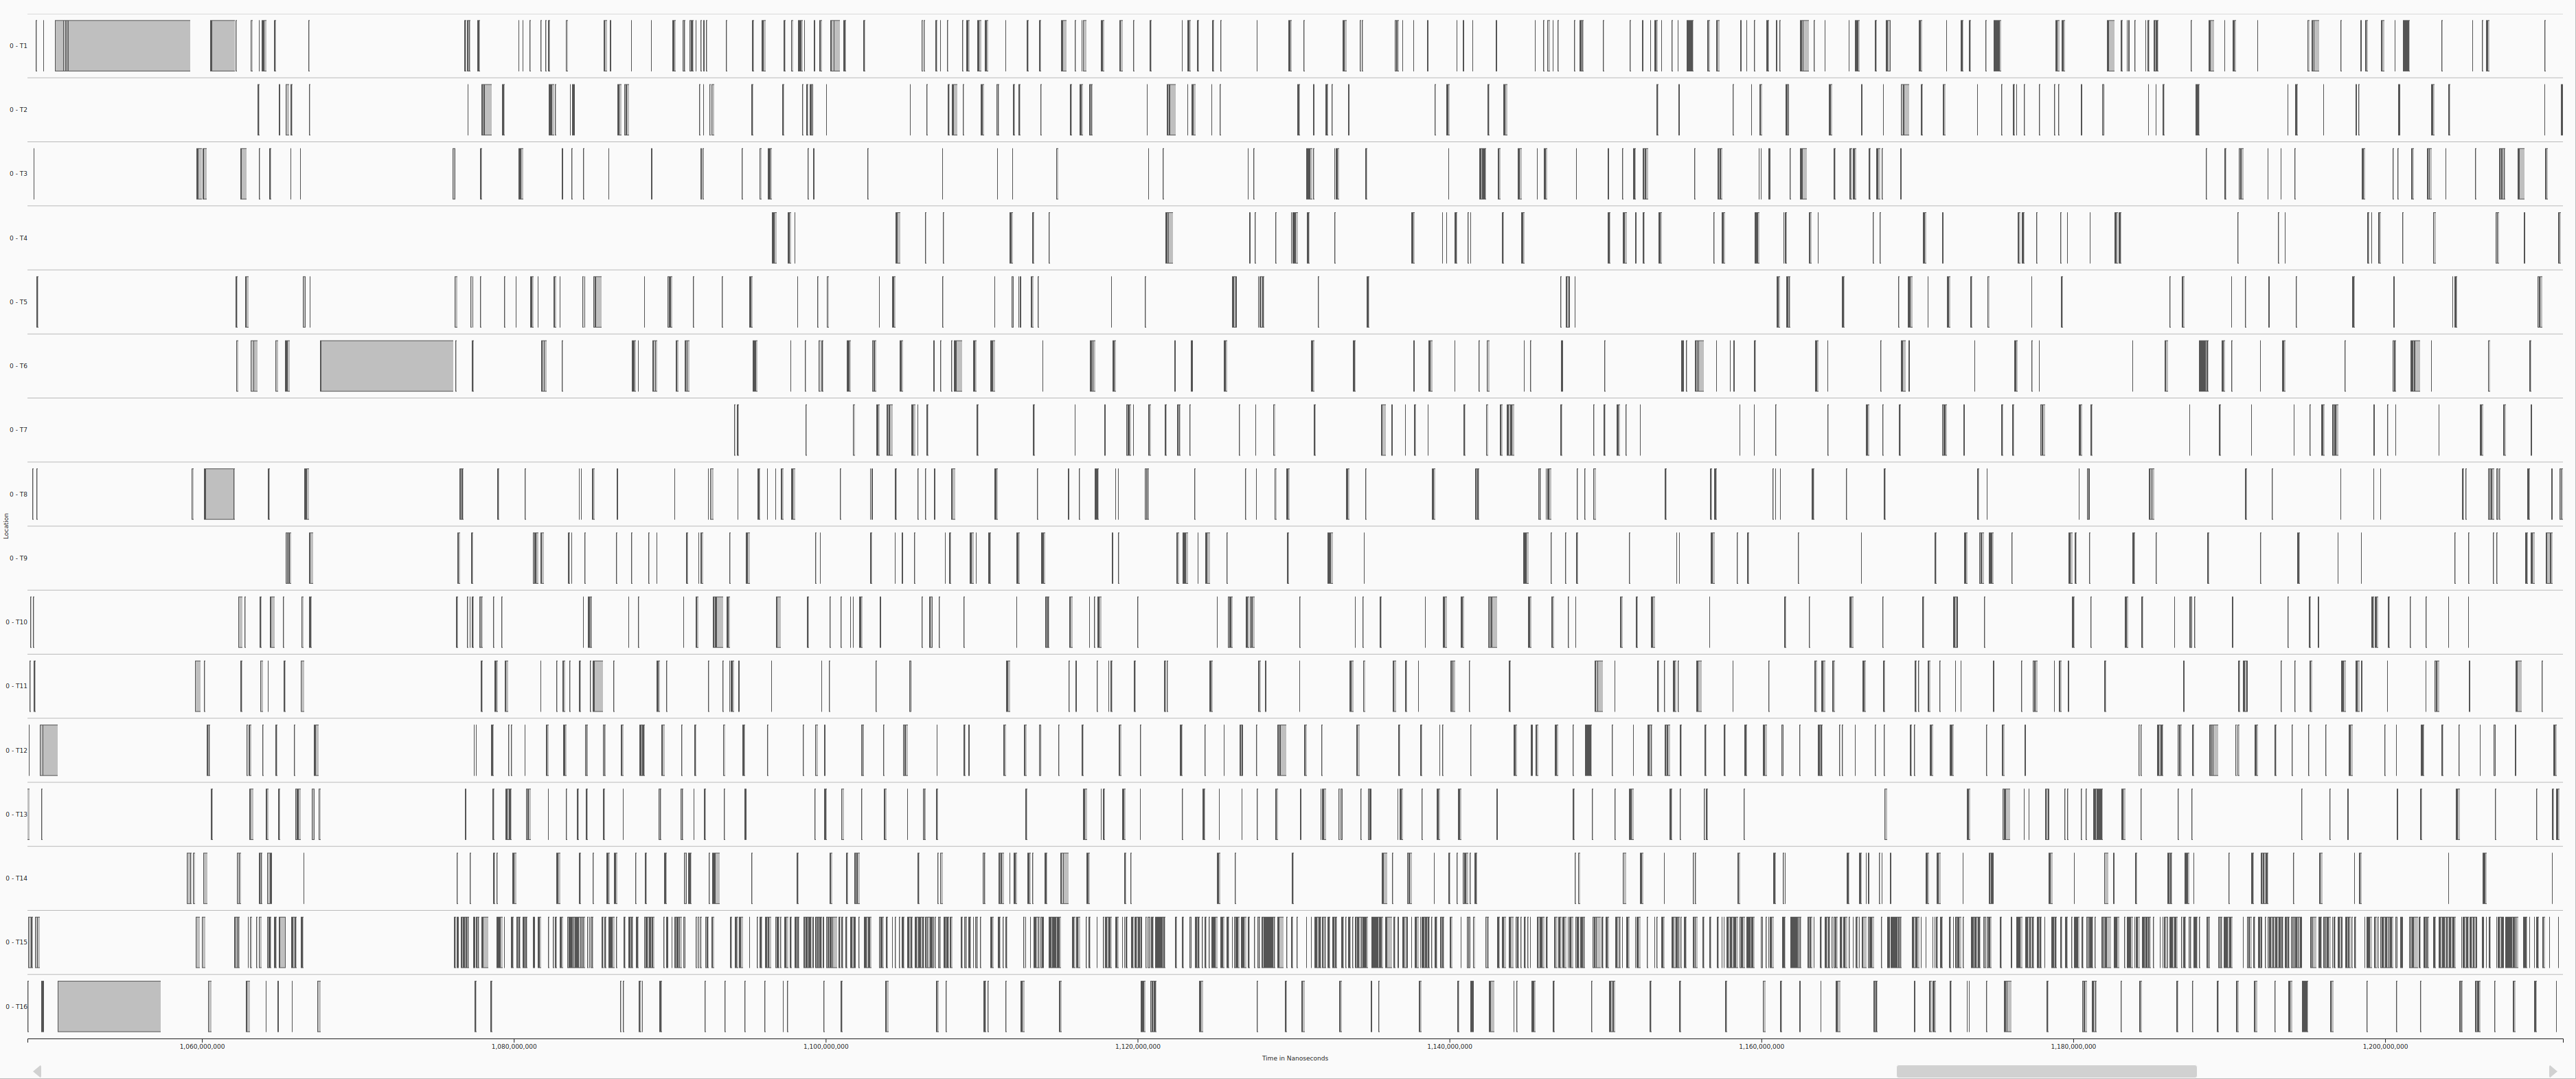 0 - T1
0 - T2
0 - T3
0 - T4
0 - T5
0 - T6
0 - T7
0 - T8
Location
0 - T9
0 - T10
0 - T11
0 - T12
0 - T13
0 - T14
0 - T15
0 - T16
1,060,000,000 1,080,000,000 1,100,000,000 1,120,000,000 1,140,000,000 1,160,000,000 1,180,000,000 1,200,000,000
Time in Nanoseconds